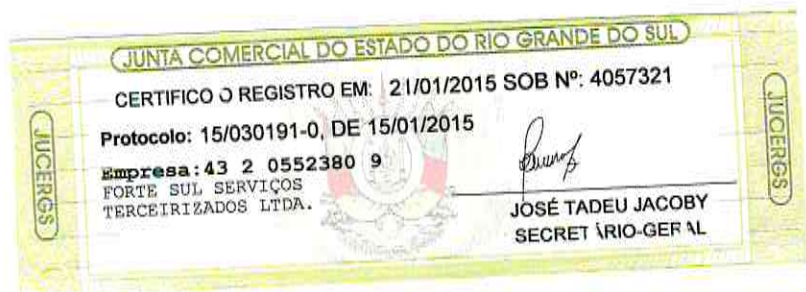 JUNTA COMERCIAL DO ESTADO DO RIO GRANDE DO SUL
CERTIFICO O REGISTRO EM: 21/01/2015 SOB Nº: 4057321
Protocolo: 15/030191-0, DE 15/01/2015
Empresa:43 2 0552380 9
FORTE SUL SERVIÇOS
TERCEIRIZADOS LTDA.
JOSÉ TADEU JACOBY
SECRETÁRIO-GERAL
JUCERGS
JUCERGS